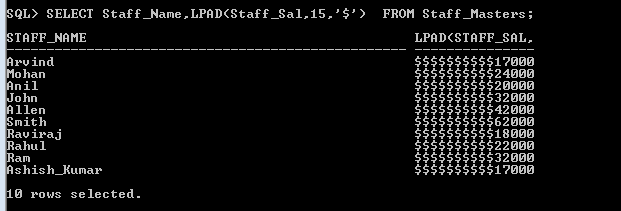 SQL> SELECT Staff_Name,LPAD(Staff_Sal,15,'$')  FROM Staff_Masters;
STAFF_NAME                                         LPAD(STAFF_SAL,
-------------------------------------------------- ---------------
Arvind                                             $$$$$$$$$$17000
Mohan                                              $$$$$$$$$$24000
Anil                                               $$$$$$$$$$20000
John                                               $$$$$$$$$$32000
Allen                                              $$$$$$$$$$42000
Smith                                              $$$$$$$$$$62000
Raviraj                                            $$$$$$$$$$18000
Rahul                                              $$$$$$$$$$22000
Ram                                                $$$$$$$$$$32000
Ashish_Kumar                                       $$$$$$$$$$17000
10 rows selected.